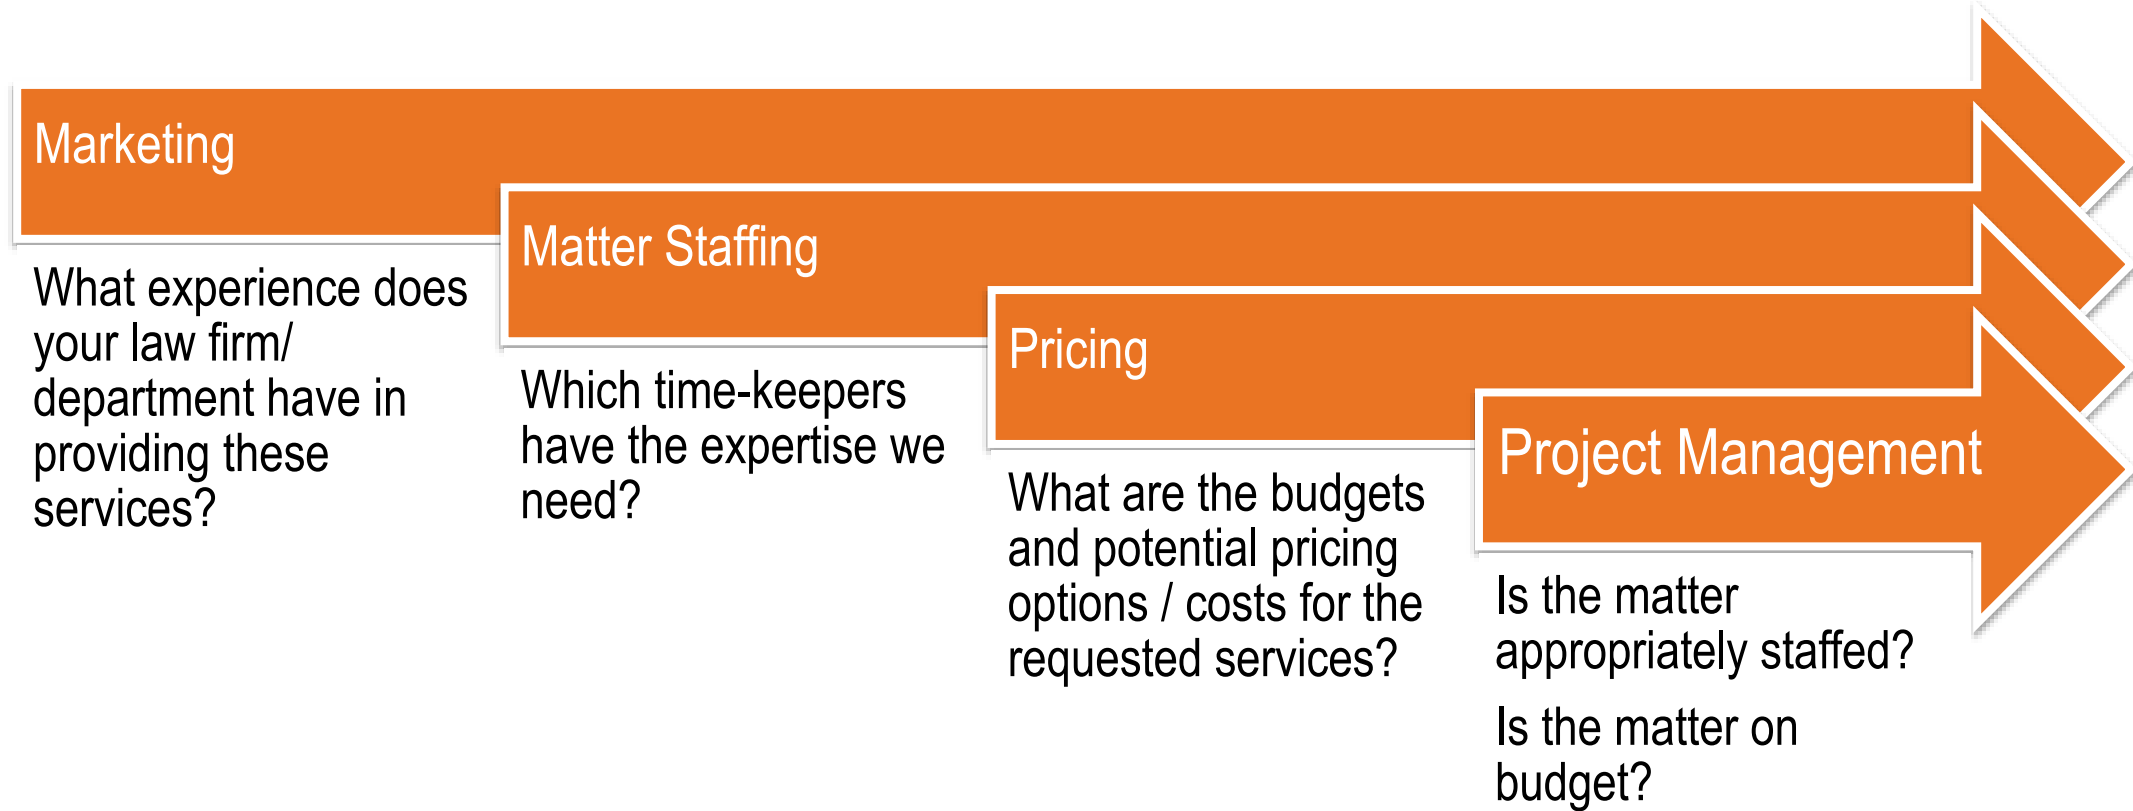 Marketing
What experience does
your law firm/
department have in
providing these
services?
Matter Staffing
Which time-keepers
have the expertise we
need?
Pricing
What are the budgets
and potential pricing
options / costs for the
requested services?
Project Management
Is the matter
appropriately staffed?
Is the matter on
budget?